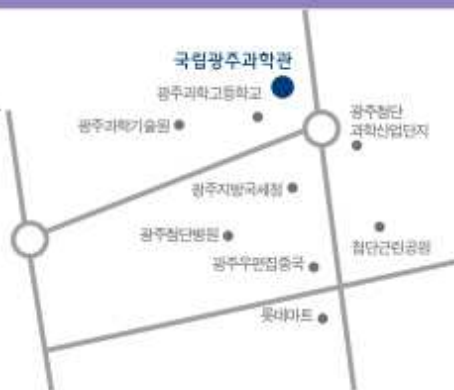 국립광주과학관
광주과학고등학교
광주과학기술원
광주첨단
과학산업단지
광주지방국세청
광주첨단병원
첨단근린공원
광주우편집중국
롯데마트